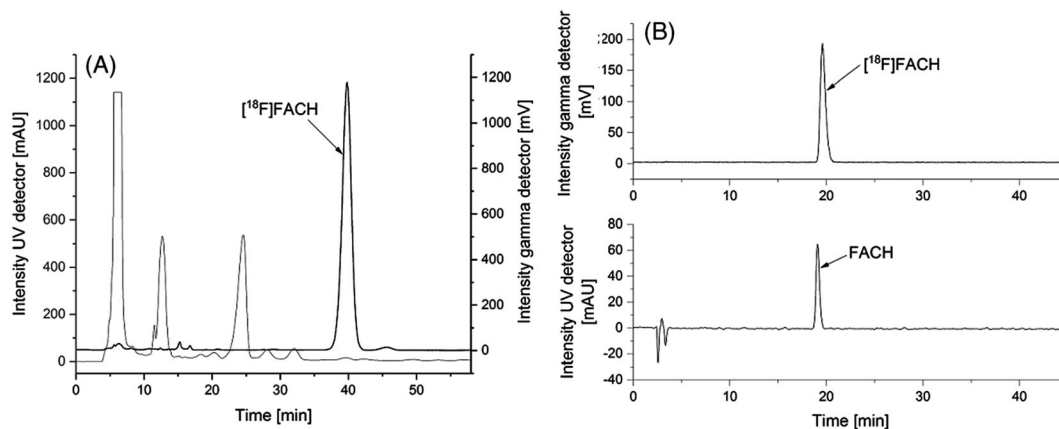 (A)
[¹⁸F]FACH
Intensity UV detector [mAU]
1200
1000
800
600
400
200
0
Intensity gamma detector [mV]
1200
1000
800
600
400
200
0
0 10 20 30 40 50
Time [min]
(B)
[¹⁸F]FACH
Intensity gamma detector
[mV]
200
150
100
50
0
0 10 20 30 40
FACH
Intensity UV detector
[mAU]
80
60
40
20
0
-20
-40
0 10 20 30 40
Time [min]